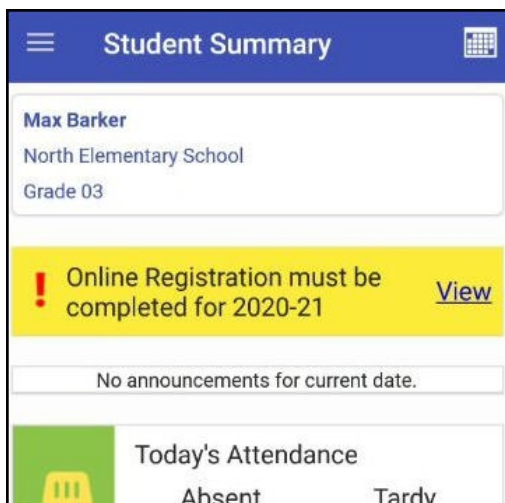 Student Summary
Max Barker
North Elementary School
Grade 03
! Online Registration must be
completed for 2020-21 View
No announcements for current date.
Today's Attendance
Absent Tardy